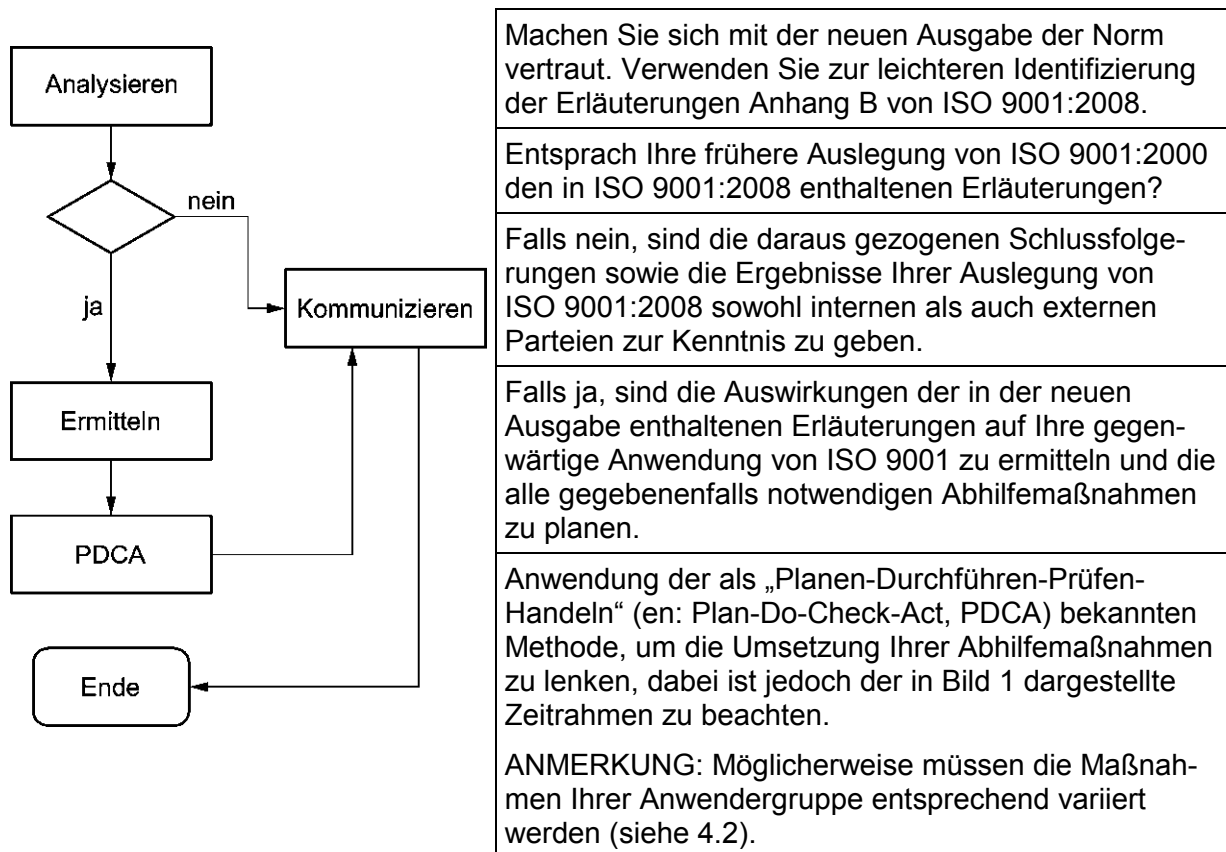 Analysieren
nein
ja
Kommunizieren
Ermitteln
PDCA
Ende
Machen Sie sich mit der neuen Ausgabe der Norm
vertraut. Verwenden Sie zur leichteren Identifizierung
der Erläuterungen Anhang B von ISO 9001:2008.
Entsprach Ihre frühere Auslegung von ISO 9001:2000
den in ISO 9001:2008 enthaltenen Erläuterungen?
Falls nein, sind die daraus gezogenen Schlussfolge-
rungen sowie die Ergebnisse Ihrer Auslegung von
ISO 9001:2008 sowohl internen als auch externen
Parteien zur Kenntnis zu geben.
Falls ja, sind die Auswirkungen der in der neuen
Ausgabe enthaltenen Erläuterungen auf Ihre gegen-
wärtige Anwendung von ISO 9001 zu ermitteln und die
alle gegebenenfalls notwendigen Abhilfemaßnahmen
zu planen.
Anwendung der als „Planen-Durchführen-Prüfen-
Handeln“ (en: Plan-Do-Check-Act, PDCA) bekannten
Methode, um die Umsetzung Ihrer Abhilfemaßnahmen
zu lenken, dabei ist jedoch der in Bild 1 dargestellte
Zeitrahmen zu beachten.
ANMERKUNG: Möglicherweise müssen die Maßnah-
men Ihrer Anwendergruppe entsprechend variiert
werden (siehe 4.2).